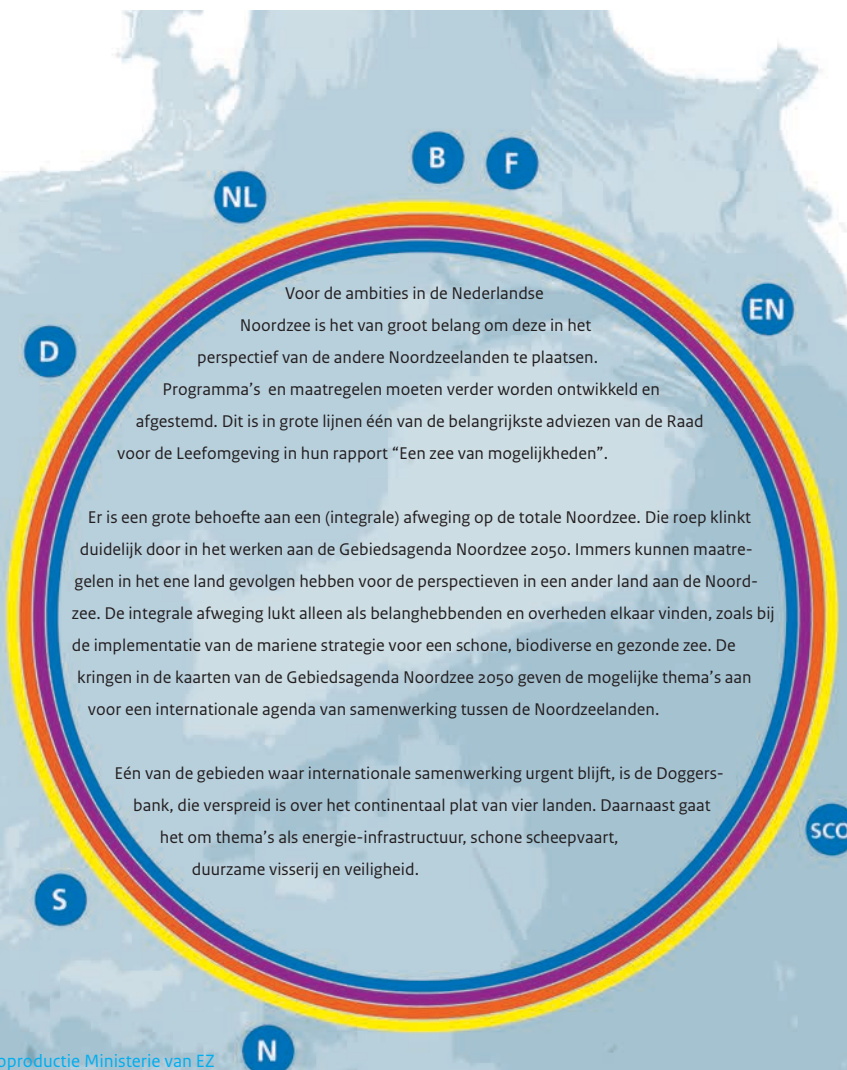 B
F
NL
EN
D
Voor de ambities in de Nederlandse
Noordzee is het van groot belang om deze in het
perspectief van de andere Noordzeelanden te plaatsen.
Programma's en maatregelen moeten verder worden ontwikkeld en
afgestemd. Dit is in grote lijnen één van de belangrijkste adviezen van de Raad
voor de Leefomgeving in hun rapport “Een zee van mogelijkheden”.
Er is een grote behoefte aan een (integrale) afweging op de totale Noordzee. Die roep klinkt
duidelijk door in het werken aan de Gebiedsagenda Noordzee 2050. Immers kunnen maatre-
gelen in het ene land gevolgen hebben voor de perspectieven in een ander land aan de Noord-
zee. De integrale afweging lukt alleen als belanghebbenden en overheden elkaar vinden, zoals bij
de implementatie van de mariene strategie voor een schone, biodiverse en gezonde zee. De
kringen in de kaarten van de Gebiedsagenda Noordzee 2050 geven de mogelijke thema's aan
voor een internationale agenda van samenwerking tussen de Noordzeelanden.
Eén van de gebieden waar internationale samenwerking urgent blijft, is de Doggers-
bank, die verspreid is over het continentaal plat van vier landen. Daarnaast gaat
het om thema's als energie-infrastructuur, schone scheepvaart,
duurzame visserij en veiligheid.
SCO
S
N
oproductie Ministerie van EZ